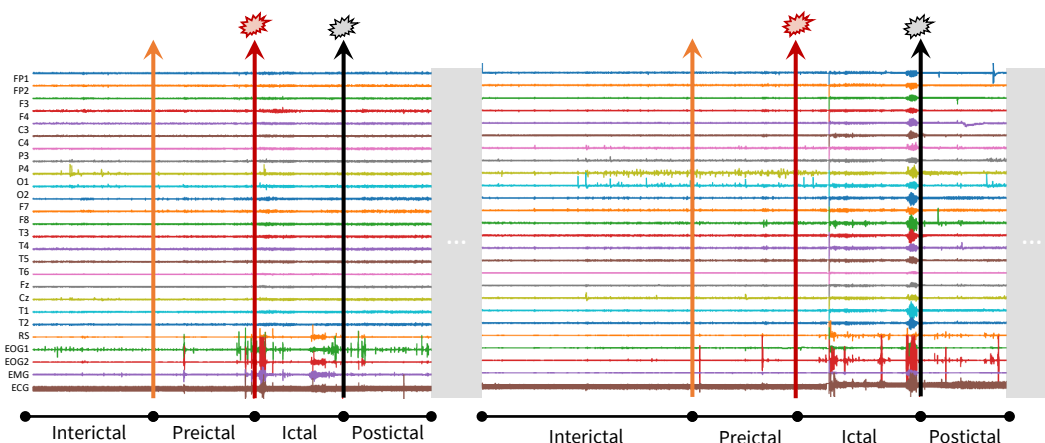 FP1
FP2
F3
F4
C3
C4
P3
P4
O1
O2
F7
F8
T3
T4
T5
T6
Fz
Cz
T1
T2
RS
EOG1
EOG2
EMG
ECG
...
...
Interictal Preictal Ictal Postictal
Interictal Preictal Ictal Postictal